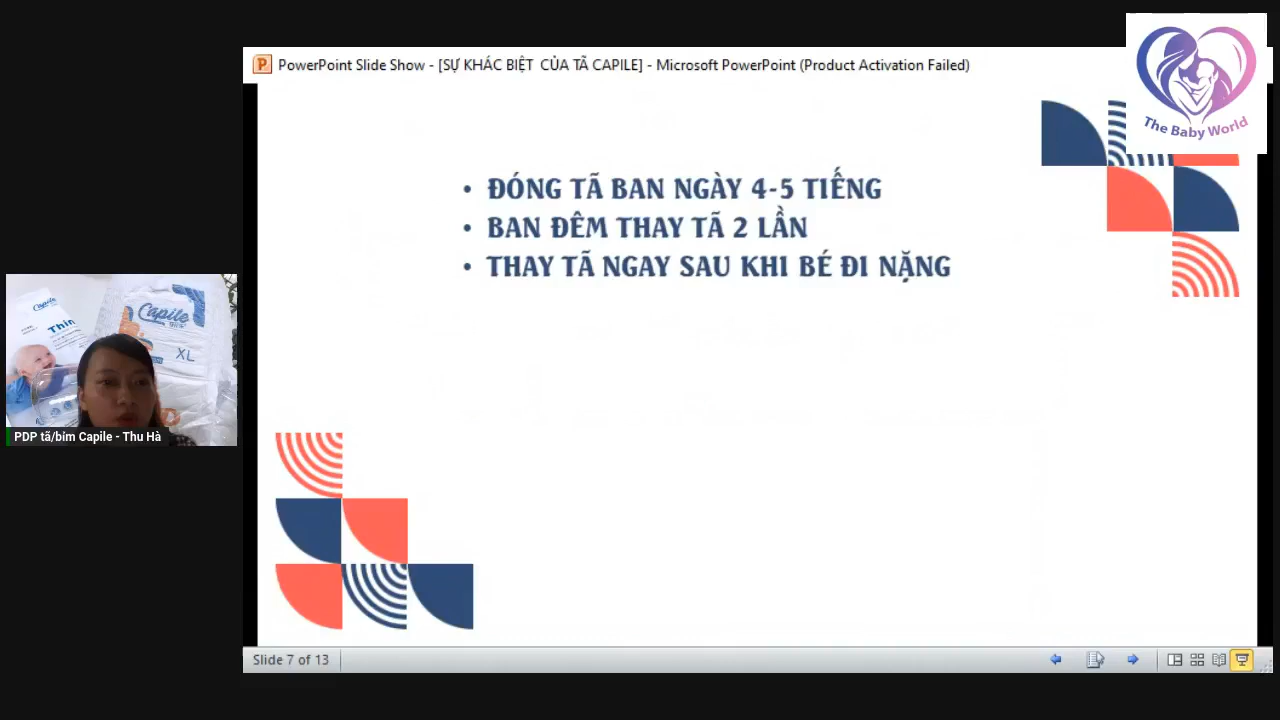 PowerPoint Slide Show - [SỰ KHÁC BIỆT CỦA TÃ CAPILE] - Microsoft PowerPoint (Product Activation Failed)
The Baby World
• ĐÓNG TÃ BAN NGÀY 4-5 TIẾNG
• BAN ĐÊM THAY TÃ 2 LẦN
• THAY TÃ NGAY SAU KHI BÉ ĐI NẶNG
Capile
Thin
Capile
XL
PDP tã/bỉm Capile - Thu Hà
Slide 7 of 13